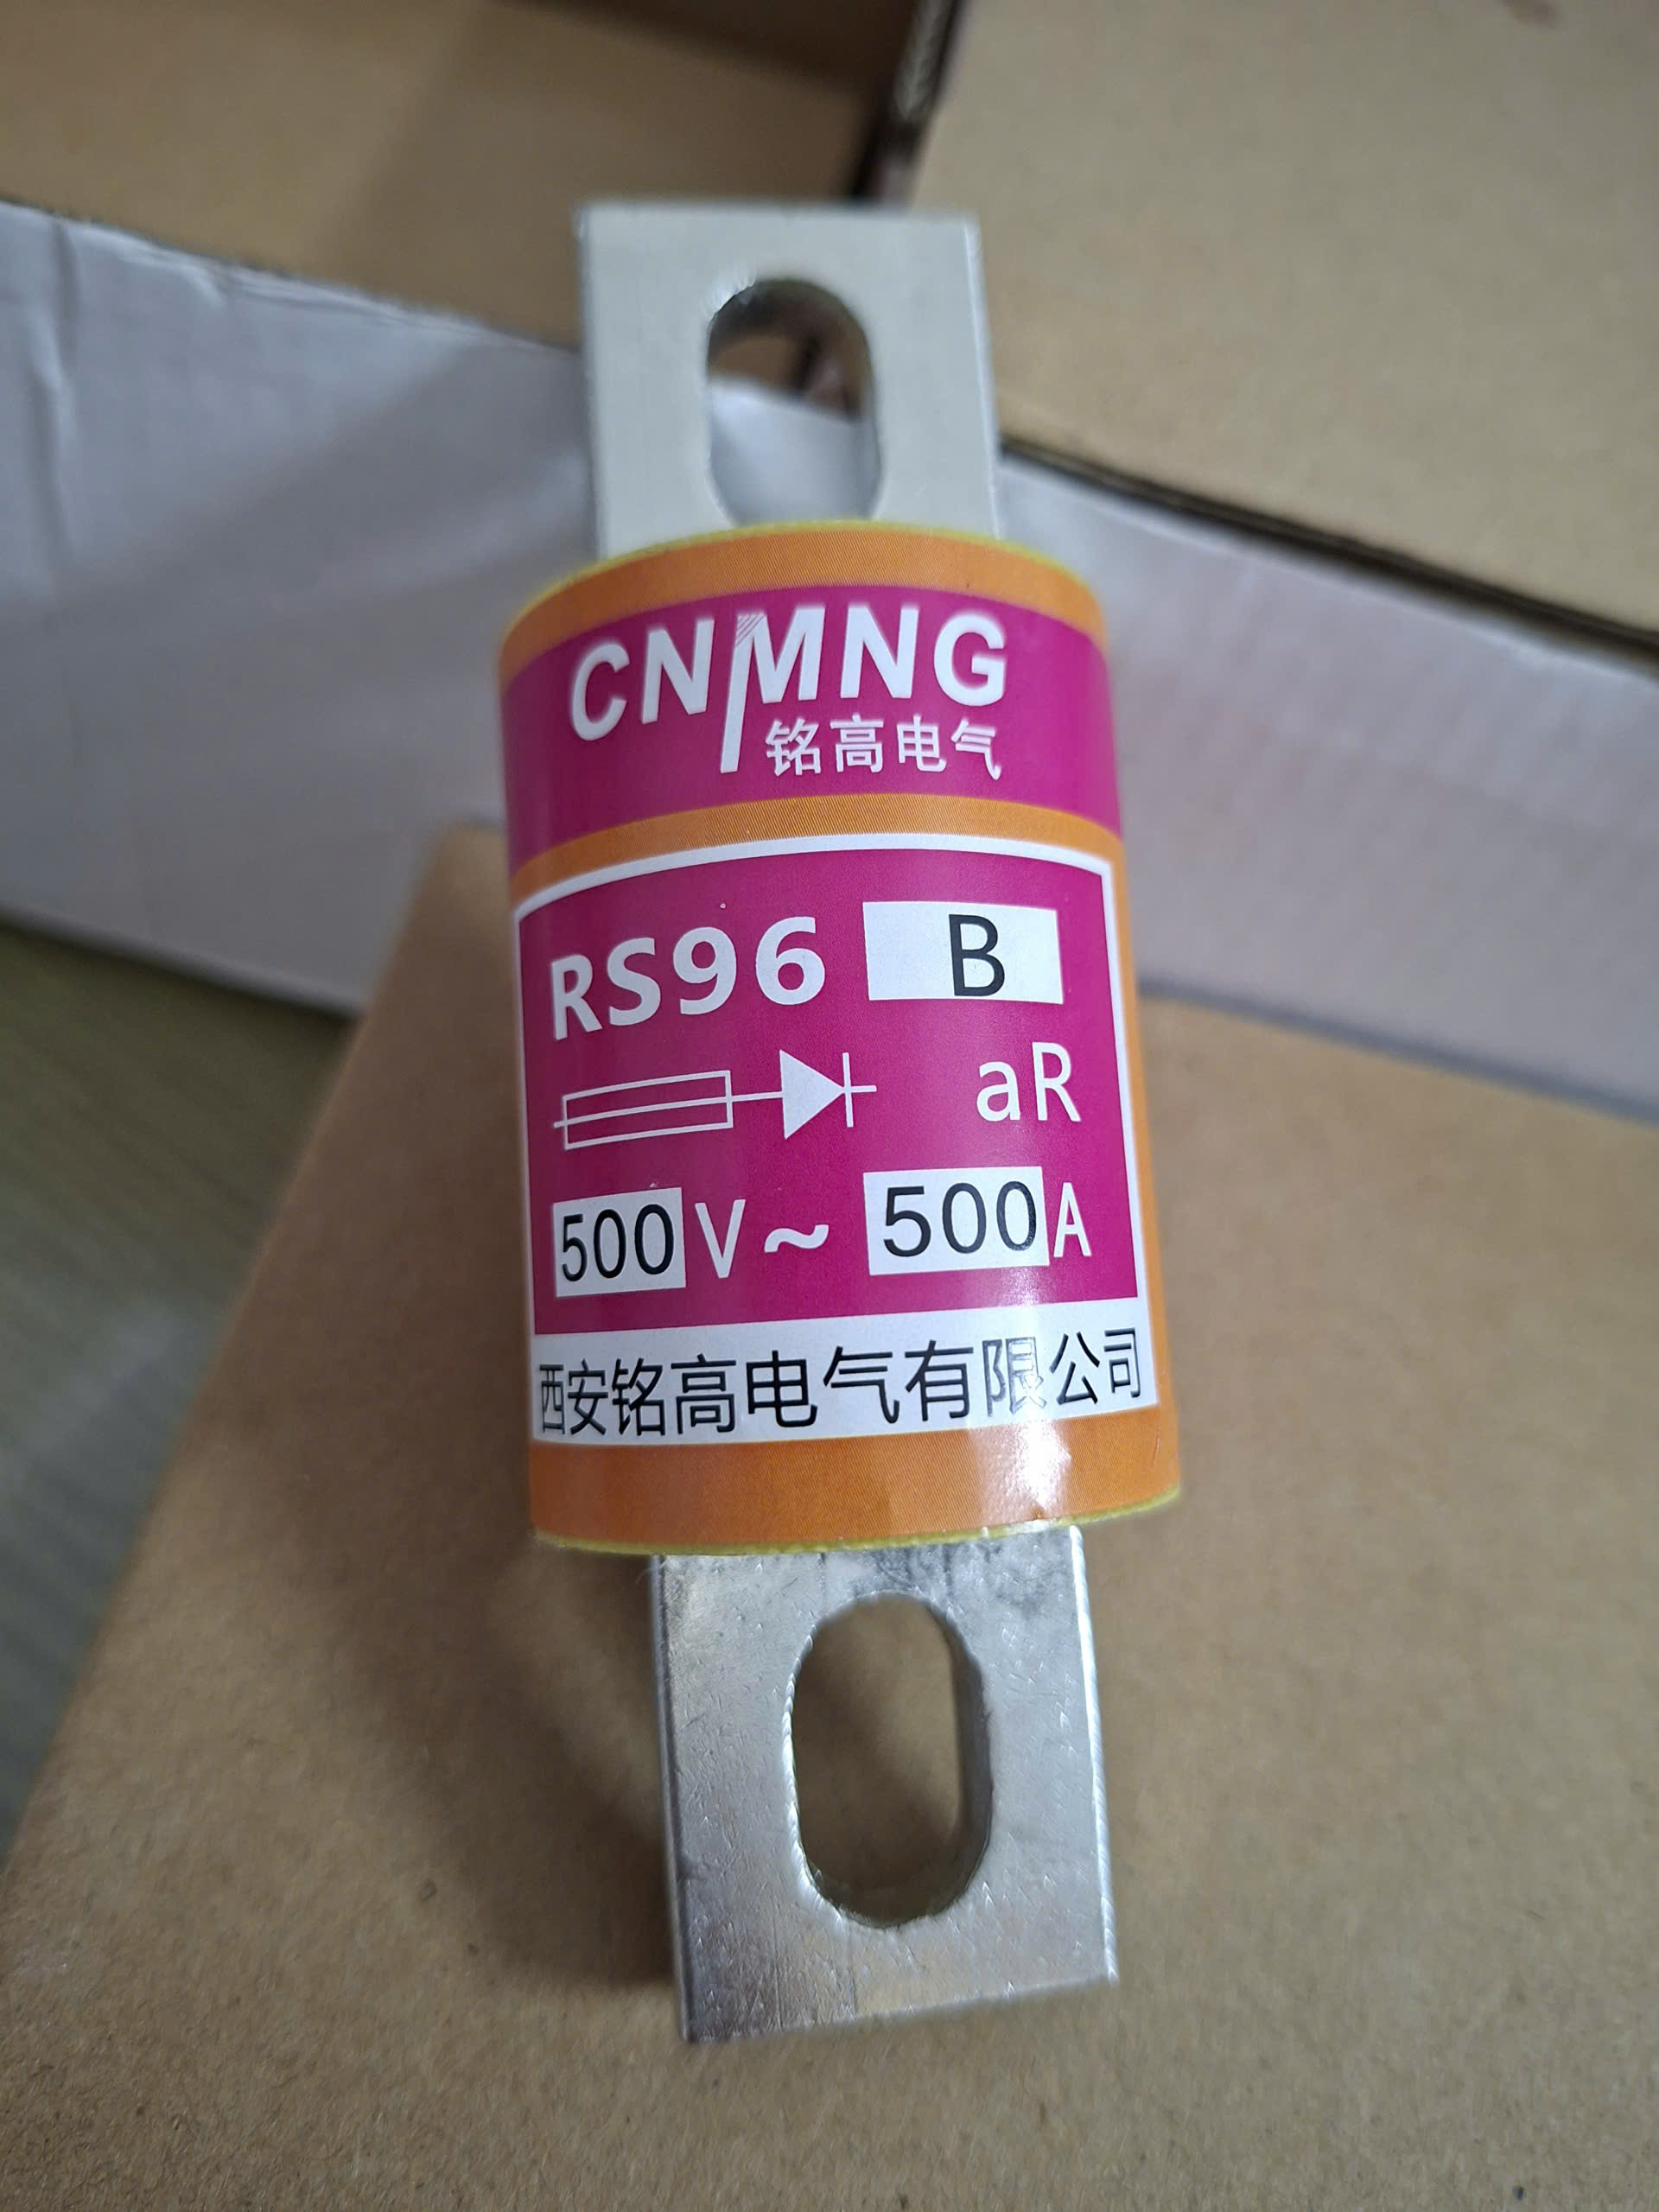 CNMNG
铭高电气
RS96 B
aR
500V~ 500A
西安铭高电气有限公司